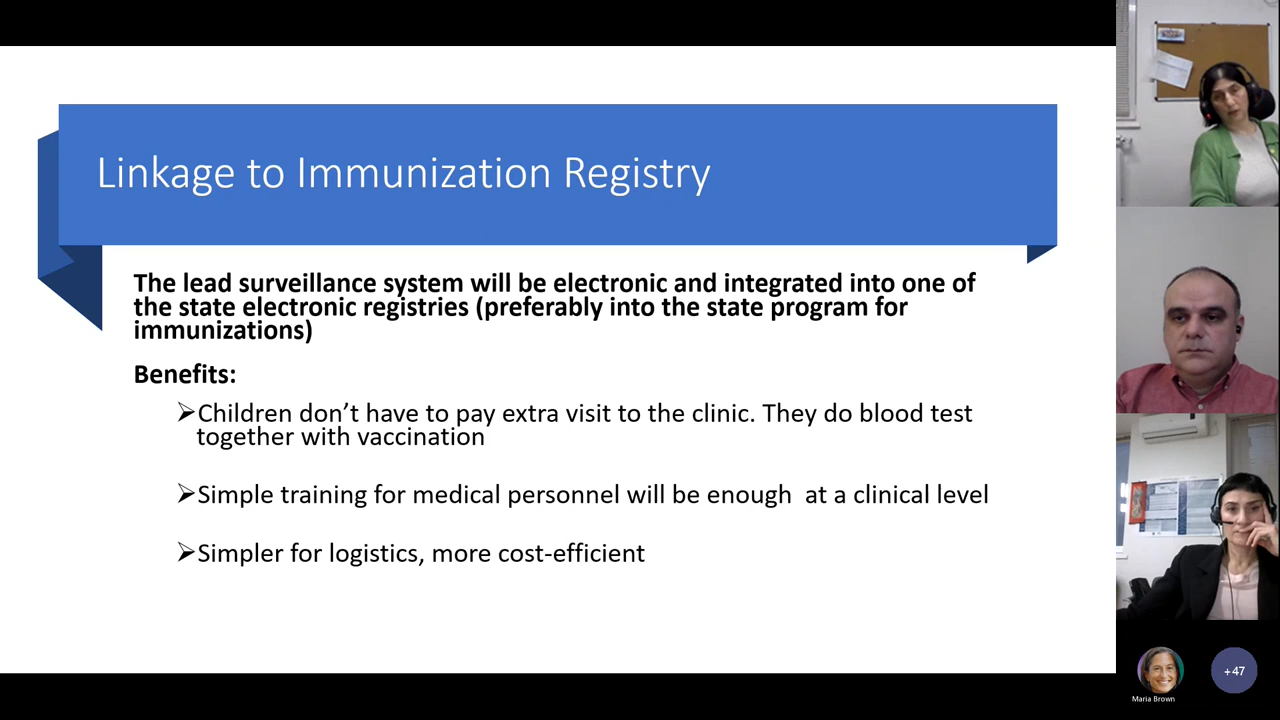 Linkage to Immunization Registry
The lead surveillance system will be electronic and integrated into one of
the state electronic registries (preferably into the state program for
immunizations)
Benefits:
➢Children don’t have to pay extra visit to the clinic. They do blood test
together with vaccination
➢Simple training for medical personnel will be enough  at a clinical level
➢Simpler for logistics, more cost-efficient
Maria Brown
+47